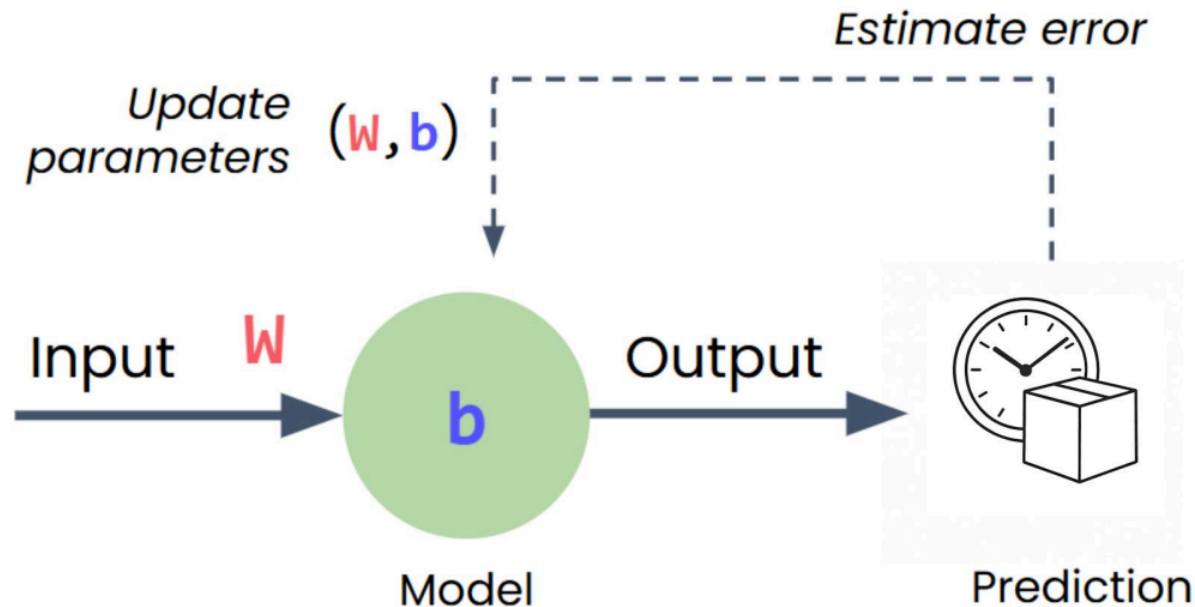 Estimate error
Update
parameters
(W,b)
Input
W
Output
b
Model
Prediction